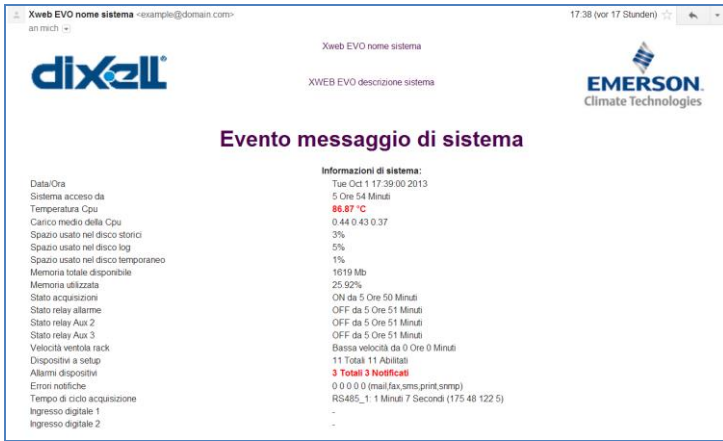 Xweb EVO nome sistema <example@domain.com>
17:38 (vor 17 Stunden)
an mich
Xweb EVO nome sistema
dixell
XWEB EVO descrizione sistema
EMERSON.
Climate Technologies
Evento messaggio di sistema
Informazioni di sistema:
Data/Ora Tue Oct 1 17:39:00 2013
Sistema acceso da 5 Ore 54 Minuti
Temperatura Cpu 86.87 °C
Carico medio della Cpu 0.44 0.43 0.37
Spazio usato nel disco storici 3%
Spazio usato nel disco log 5%
Spazio usato nel disco temporaneo 1%
Memoria totale disponibile 1619 Mb
Memoria utilizzata 25.92%
Stato acquisizioni ON da 5 Ore 50 Minuti
Stato relay allarme OFF da 5 Ore 51 Minuti
Stato relay Aux 2 OFF da 5 Ore 51 Minuti
Stato relay Aux 3 OFF da 5 Ore 51 Minuti
Velocità ventola rack Bassa velocità da 0 Ore 0 Minuti
Dispositivi a setup 11 Totali 11 Abilitati
Allarmi dispositivi 3 Totali 3 Notificati
Errori notifiche 0 0 0 0 0 (mail,fax,sms,print,snmp)
Tempo di ciclo acquisizione RS485_1: 1 Minuti 7 Secondi (175 48 122 5)
Ingresso digitale 1 -
Ingresso digitale 2 -